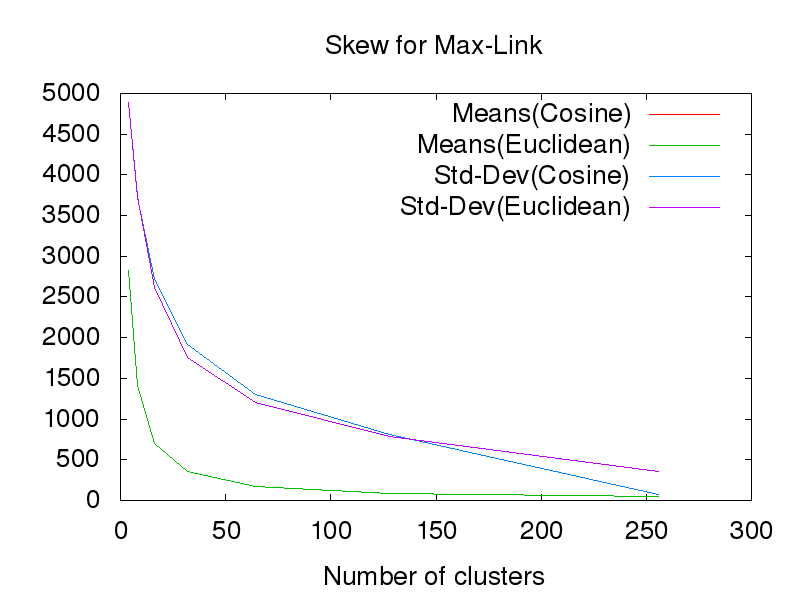 Skew for Max-Link
5000
4500
4000
3500
3000
2500
2000
1500
1000
500
0
Means(Cosine)
Means(Euclidean)
Std-Dev(Cosine)
Std-Dev(Euclidean)
0 50 100 150 200 250 300
Number of clusters